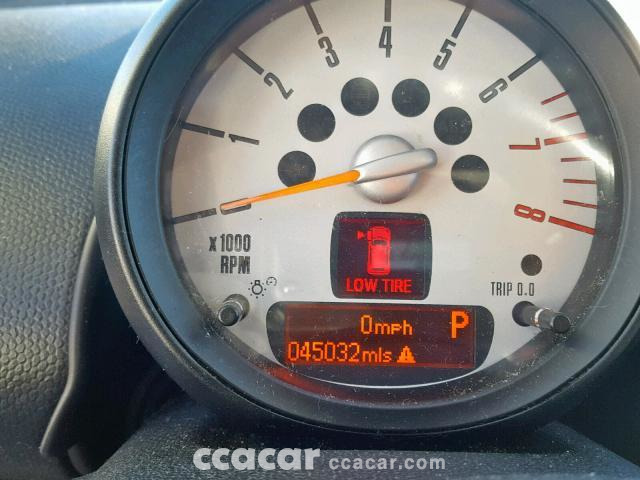 1 2 3 4 5 6 7 8
x1000
RPM
LOW TIRE
TRIP 0.0
0mph P
045032mls
ccacar ccacar.com